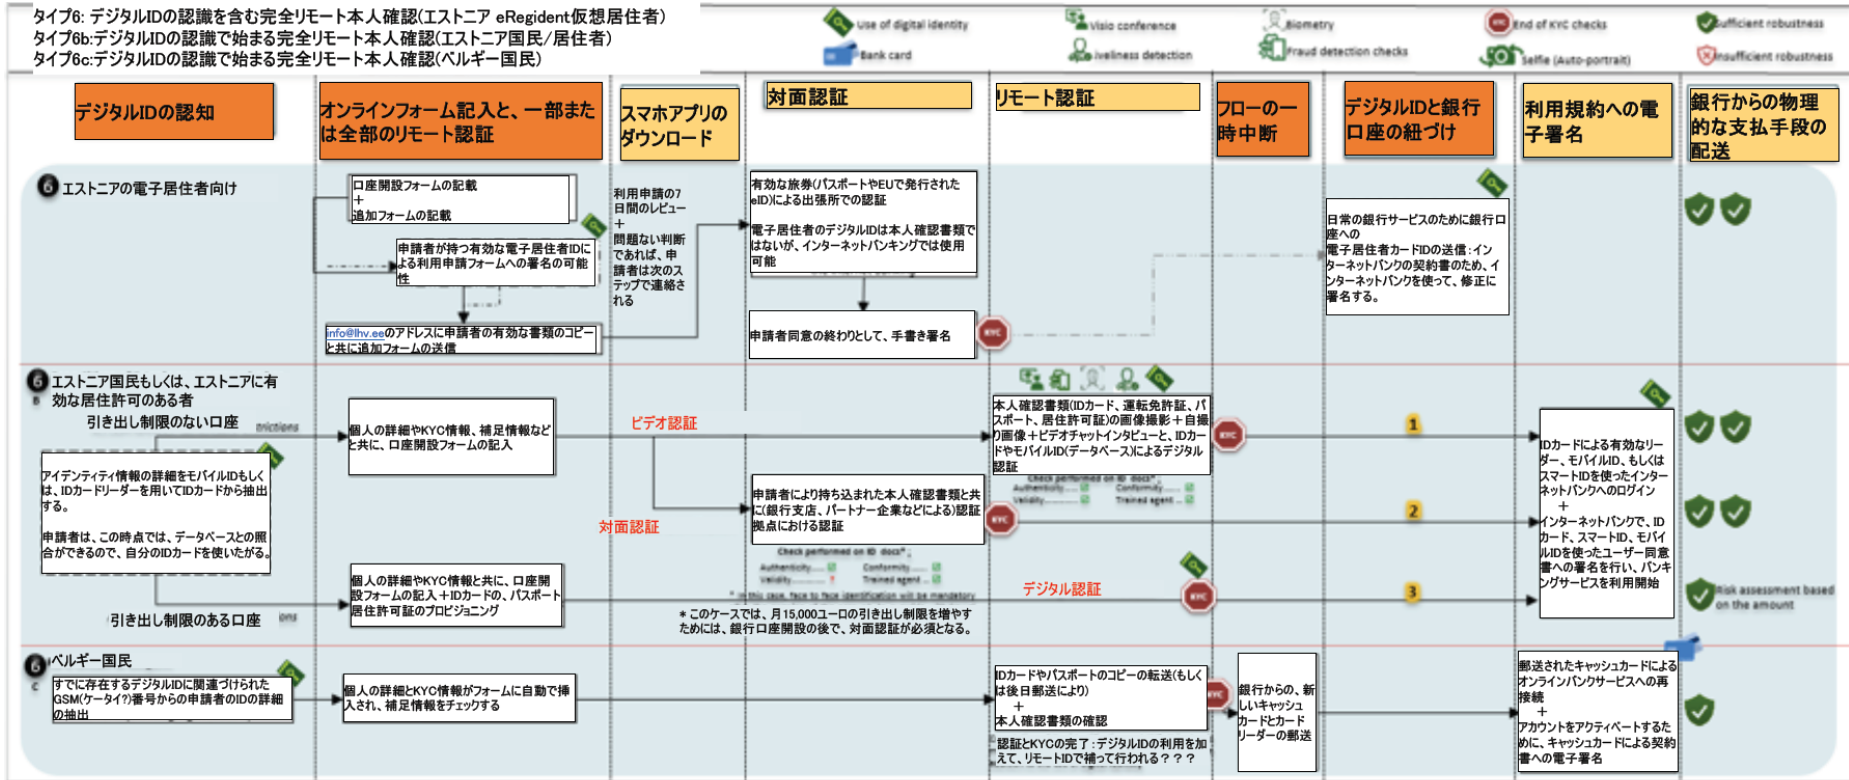 タイプ6: デジタルIDの認識を含む完全リモート本人確認(エストニア eRegident仮想居住者)
タイプ6b:デジタルIDの認識で始まる完全リモート本人確認(エストニア国民/居住者)
タイプ6c:デジタルIDの認識で始まる完全リモート本人確認(ベルギー国民)
Use of digital identity
Visio conference
Biometry
End of KYC checks
Sufficient robustness
Bank card
Liveliness detection
Fraud detection checks
Selfie (Auto-portrait)
Insufficient robustness
デジタルIDの認知
オンラインフォーム記入と、一部また
は全部のリモート認証
スマホアプリの
ダウンロード
対面認証
リモート認証
フローの一
時中断
デジタルIDと銀行
口座の紐づけ
利用規約への電
子署名
銀行からの物理
的な支払手段の
配送
6
エストニアの電子居住者向け
口座開設フォームの記載
+
追加フォームの記載
申請者が持つ有効な電子居住者IDに
よる利用申請フォームへの署名の可能
性
info@lhv.eeのアドレスに申請者の有効な書類のコピー
と共に追加フォームの送信
利用申請の7
日間のレビュー
+
問題ない判断
であれば、申
請者は次のス
テップで連絡さ
れる
有効な旅券(パスポートやEUで発行された
eID)による出張所での認証
電子居住者のデジタルIDは本人確認書類で
はないが、インターネットバンキングでは使用
可能
申請者同意の終わりとして、手書き署名
KYC
日常の銀行サービスのために銀行口
座への
電子居住者カードIDの送信:イン
ターネットバンクの契約書のため、イ
ンターネットバンクを使って、修正に
署名する。
6
B
エストニア国民もしくは、エストニアに有
効な居住許可のある者
引き出し制限のない口座
trictions
アイデンティティ情報の詳細をモバイルIDもしく
は、IDカードリーダーを用いてIDカードから抽出
する。
申請者は、この時点では、データベースとの照
合ができるので、自分のIDカードを使いたがる。
引き出し制限のある口座
ions
個人の詳細やKYC情報、補足情報など
と共に、口座開設フォームの記入
個人の詳細やKYC情報と共に、口座開
設フォームの記入+IDカードの、パスポート
居住許可証のプロビジョニング
ビデオ認証
対面認証
申請者により持ち込まれた本人確認書類と共
に(銀行支店、パートナー企業などによる)認証
拠点における認証
KYC
Check performed on ID docs* ;
Authenticity......
Conformity......
Validity.........
Trained agent ...
* In this case, face to face identification will be mandatory
* このケースでは、月15,000ユーロの引き出し制限を増やす
ためには、銀行口座開設の後で、対面認証が必須となる。
本人確認書類(IDカード、運転免許証、パ
スポート、居住許可証)の画像撮影+自撮
り画像+ビデオチャットインタビューと、IDカー
ドやモバイルID(データベース)によるデジタル
認証
KYC
Check performed on ID docs* ;
Authenticity.....
Conformity......
Validity.........
Trained agent ...
デジタル認証
KYC
1
2
3
IDカードによる有効なリー
ダー、モバイルID、もしくは
スマートIDを使ったインター
ネットバンクへのログイン
+
インターネットバンクで、ID
カード、スマートID、モバイ
ルIDを使ったユーザー同意
書への署名を行い、バンキ
ングサービスを利用開始
Risk assessment based
on the amount
6
C
ベルギー国民
すでに存在するデジタルIDに関連づけられた
GSM(ケータイ?)番号からの申請者のIDの詳細
の抽出
個人の詳細とKYC情報がフォームに自動で挿
入され、補足情報をチェックする
IDカードやパスポートのコピーの転送(もしく
は後日郵送により)
+
本人確認書類の確認
KYC
認証とKYCの完了:デジタルIDの利用を加
えて、リモートIDで補って行われる???
銀行からの、新
しいキャッシュ
カードとカード
リーダーの郵送
郵送されたキャッシュカードによる
オンラインバンクサービスへの再
接続
+
アカウントをアクティベートするた
めに、キャッシュカードによる契約
書への電子署名